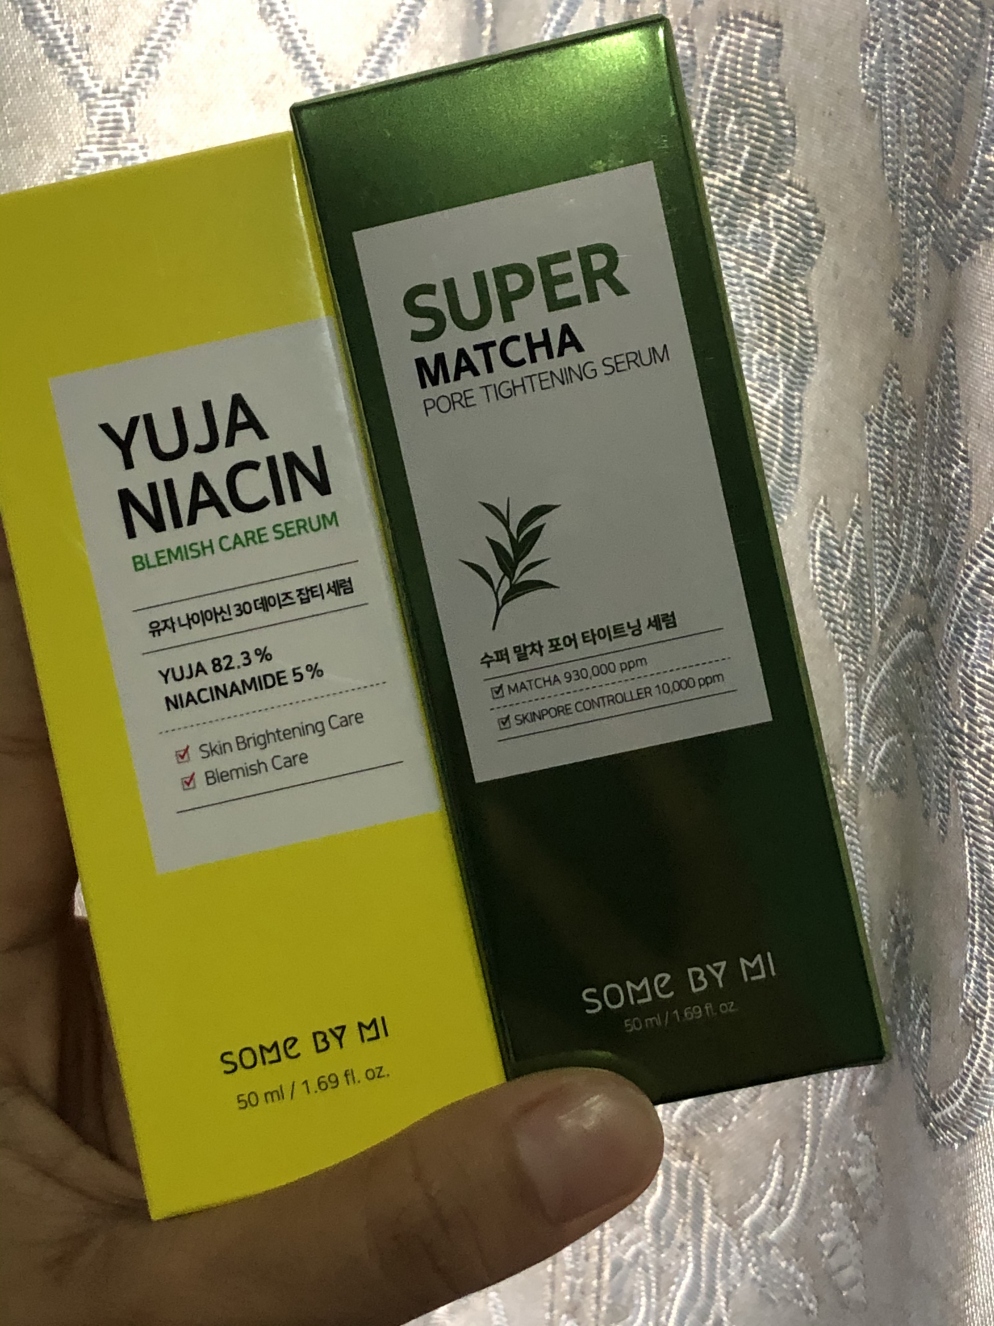 YUJA
NIACIN
BLEMISH CARE SERUM
유자 나이아신 30 데이즈 잡티 세럼
YUJA 82.3%
NIACINAMIDE 5%
Skin Brightening Care
Blemish Care
SOME BY MI
50 ml / 1.69 fl. oz.
SUPER
MATCHA
PORE TIGHTENING SERUM
수퍼 말차 포어 타이트닝 세럼
MATCHA 930,000 ppm
SKINPORE CONTROLLER 10,000 ppm
SOME BY MI
50 ml / 1.69 fl. oz.